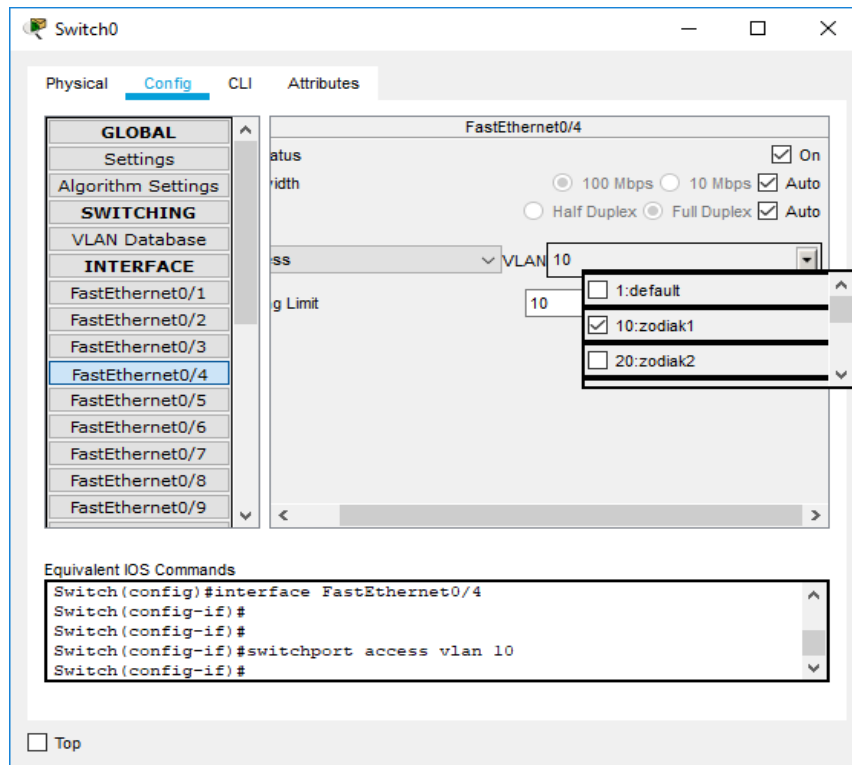 Switch0
Physical Config CLI Attributes
GLOBAL
Settings
Algorithm Settings
SWITCHING
VLAN Database
INTERFACE
FastEthernet0/1
FastEthernet0/2
FastEthernet0/3
FastEthernet0/4
FastEthernet0/5
FastEthernet0/6
FastEthernet0/7
FastEthernet0/8
FastEthernet0/9
FastEthernet0/4
atus On
idth 100 Mbps 10 Mbps Auto
Half Duplex Full Duplex Auto
ss VLAN 10
1:default
g Limit 10
10:zodiak1
20:zodiak2
Equivalent IOS Commands
Switch(config)#interface FastEthernet0/4
Switch(config-if)#
Switch(config-if)#
Switch(config-if)#switchport access vlan 10
Switch(config-if)#
Top